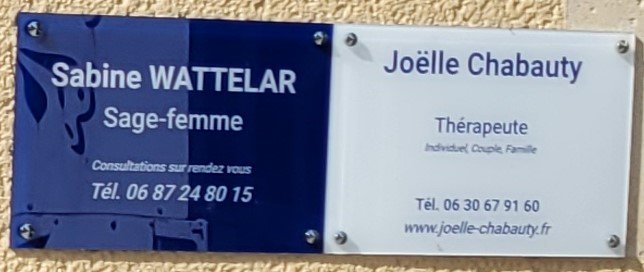 Sabine WATTELAR
Sage-femme
Consultations sur rendez vous
Tél. 06 87 24 80 15
Joëlle Chabauty
Thérapeute
Individuel, Couple, Famille
Tél. 06 30 67 91 60
www.joelle-chabauty.fr